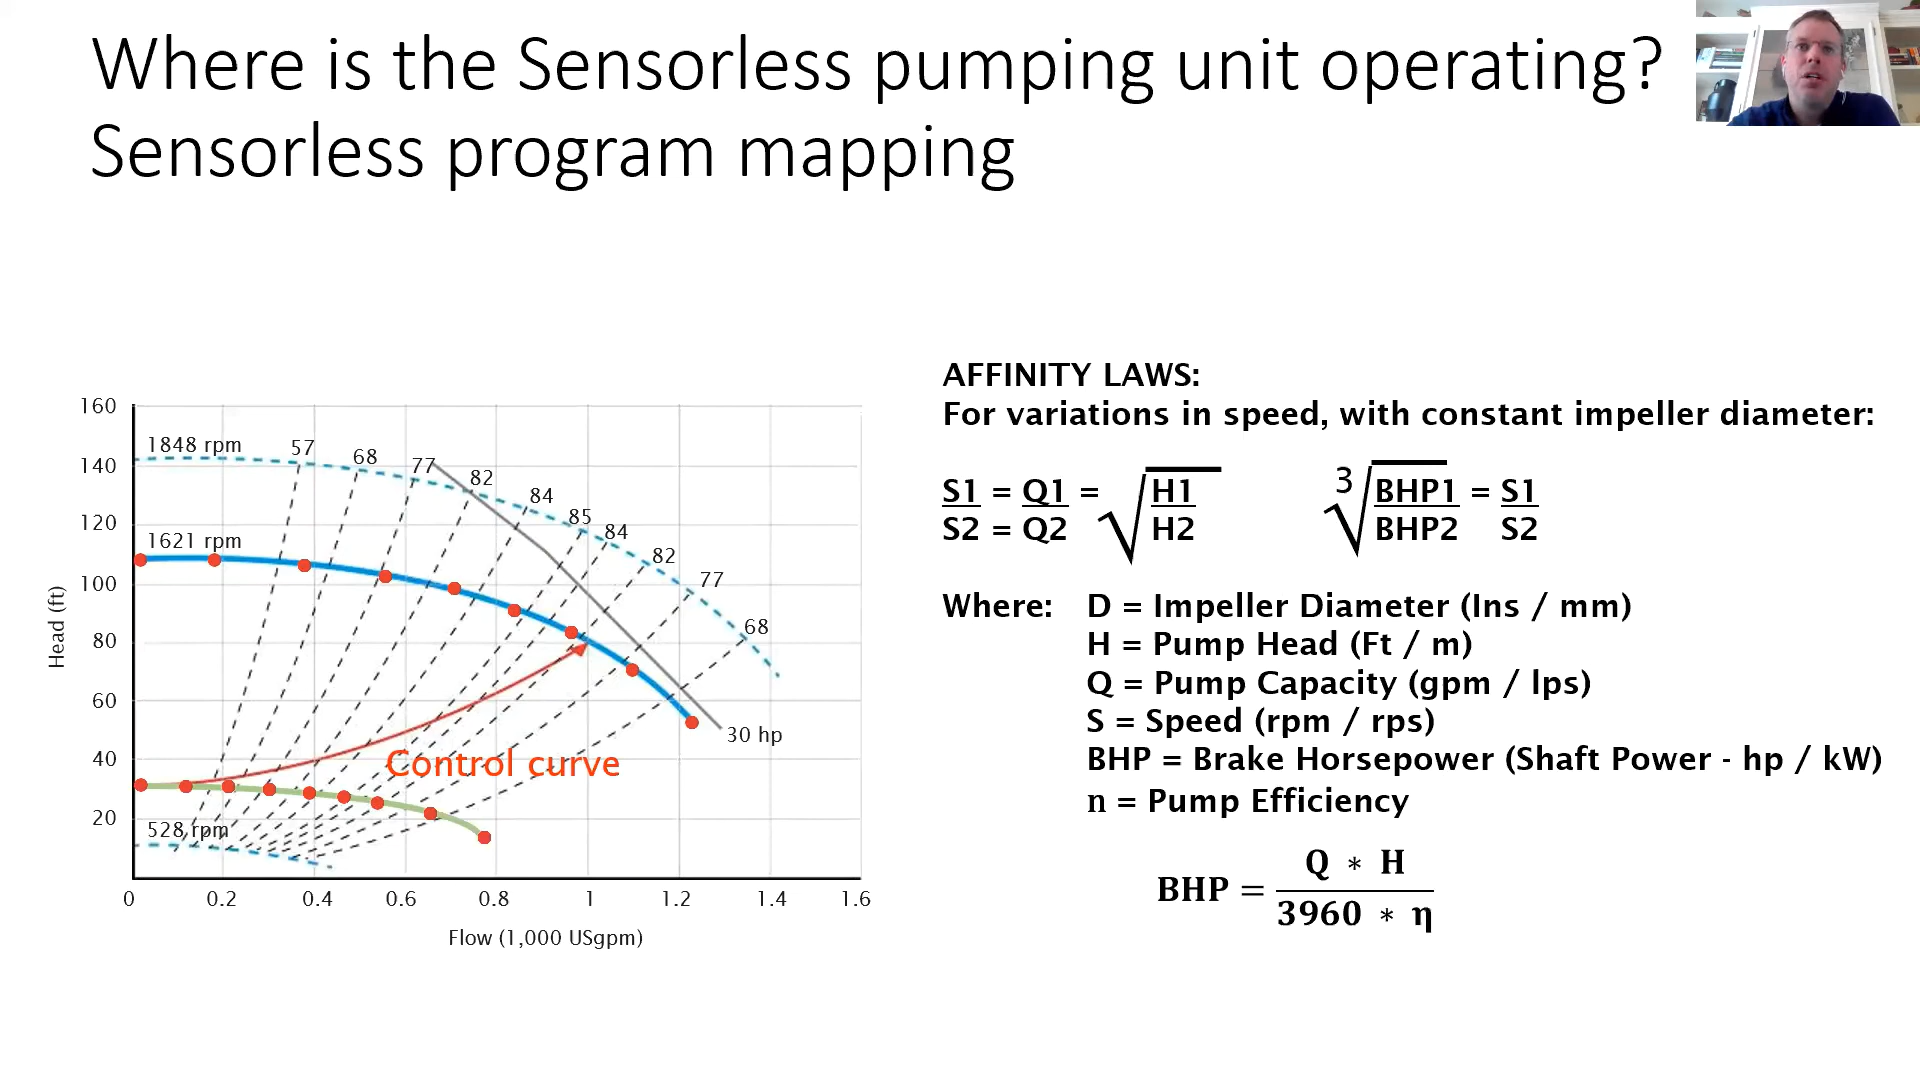 Where is the Sensorless pumping unit operating?
Sensorless program mapping
160
140
120
100
80
60
40
20
Head (ft)
1848 rpm
57
68
77
82
84
85
84
82
77
68
1621 rpm
30 hp
Control curve
528 rpm
0 0.2 0.4 0.6 0.8 1 1.2 1.4 1.6
Flow (1,000 USgpm)
AFFINITY LAWS:
For variations in speed, with constant impeller diameter:
S1 = Q1 = √H1
S2 = Q2 H2
3√BHP1 = S1
BHP2 S2
Where: D = Impeller Diameter (Ins / mm)
H = Pump Head (Ft / m)
Q = Pump Capacity (gpm / lps)
S = Speed (rpm / rps)
BHP = Brake Horsepower (Shaft Power - hp / kW)
n = Pump Efficiency
Q * H
BHP =
3960 * η